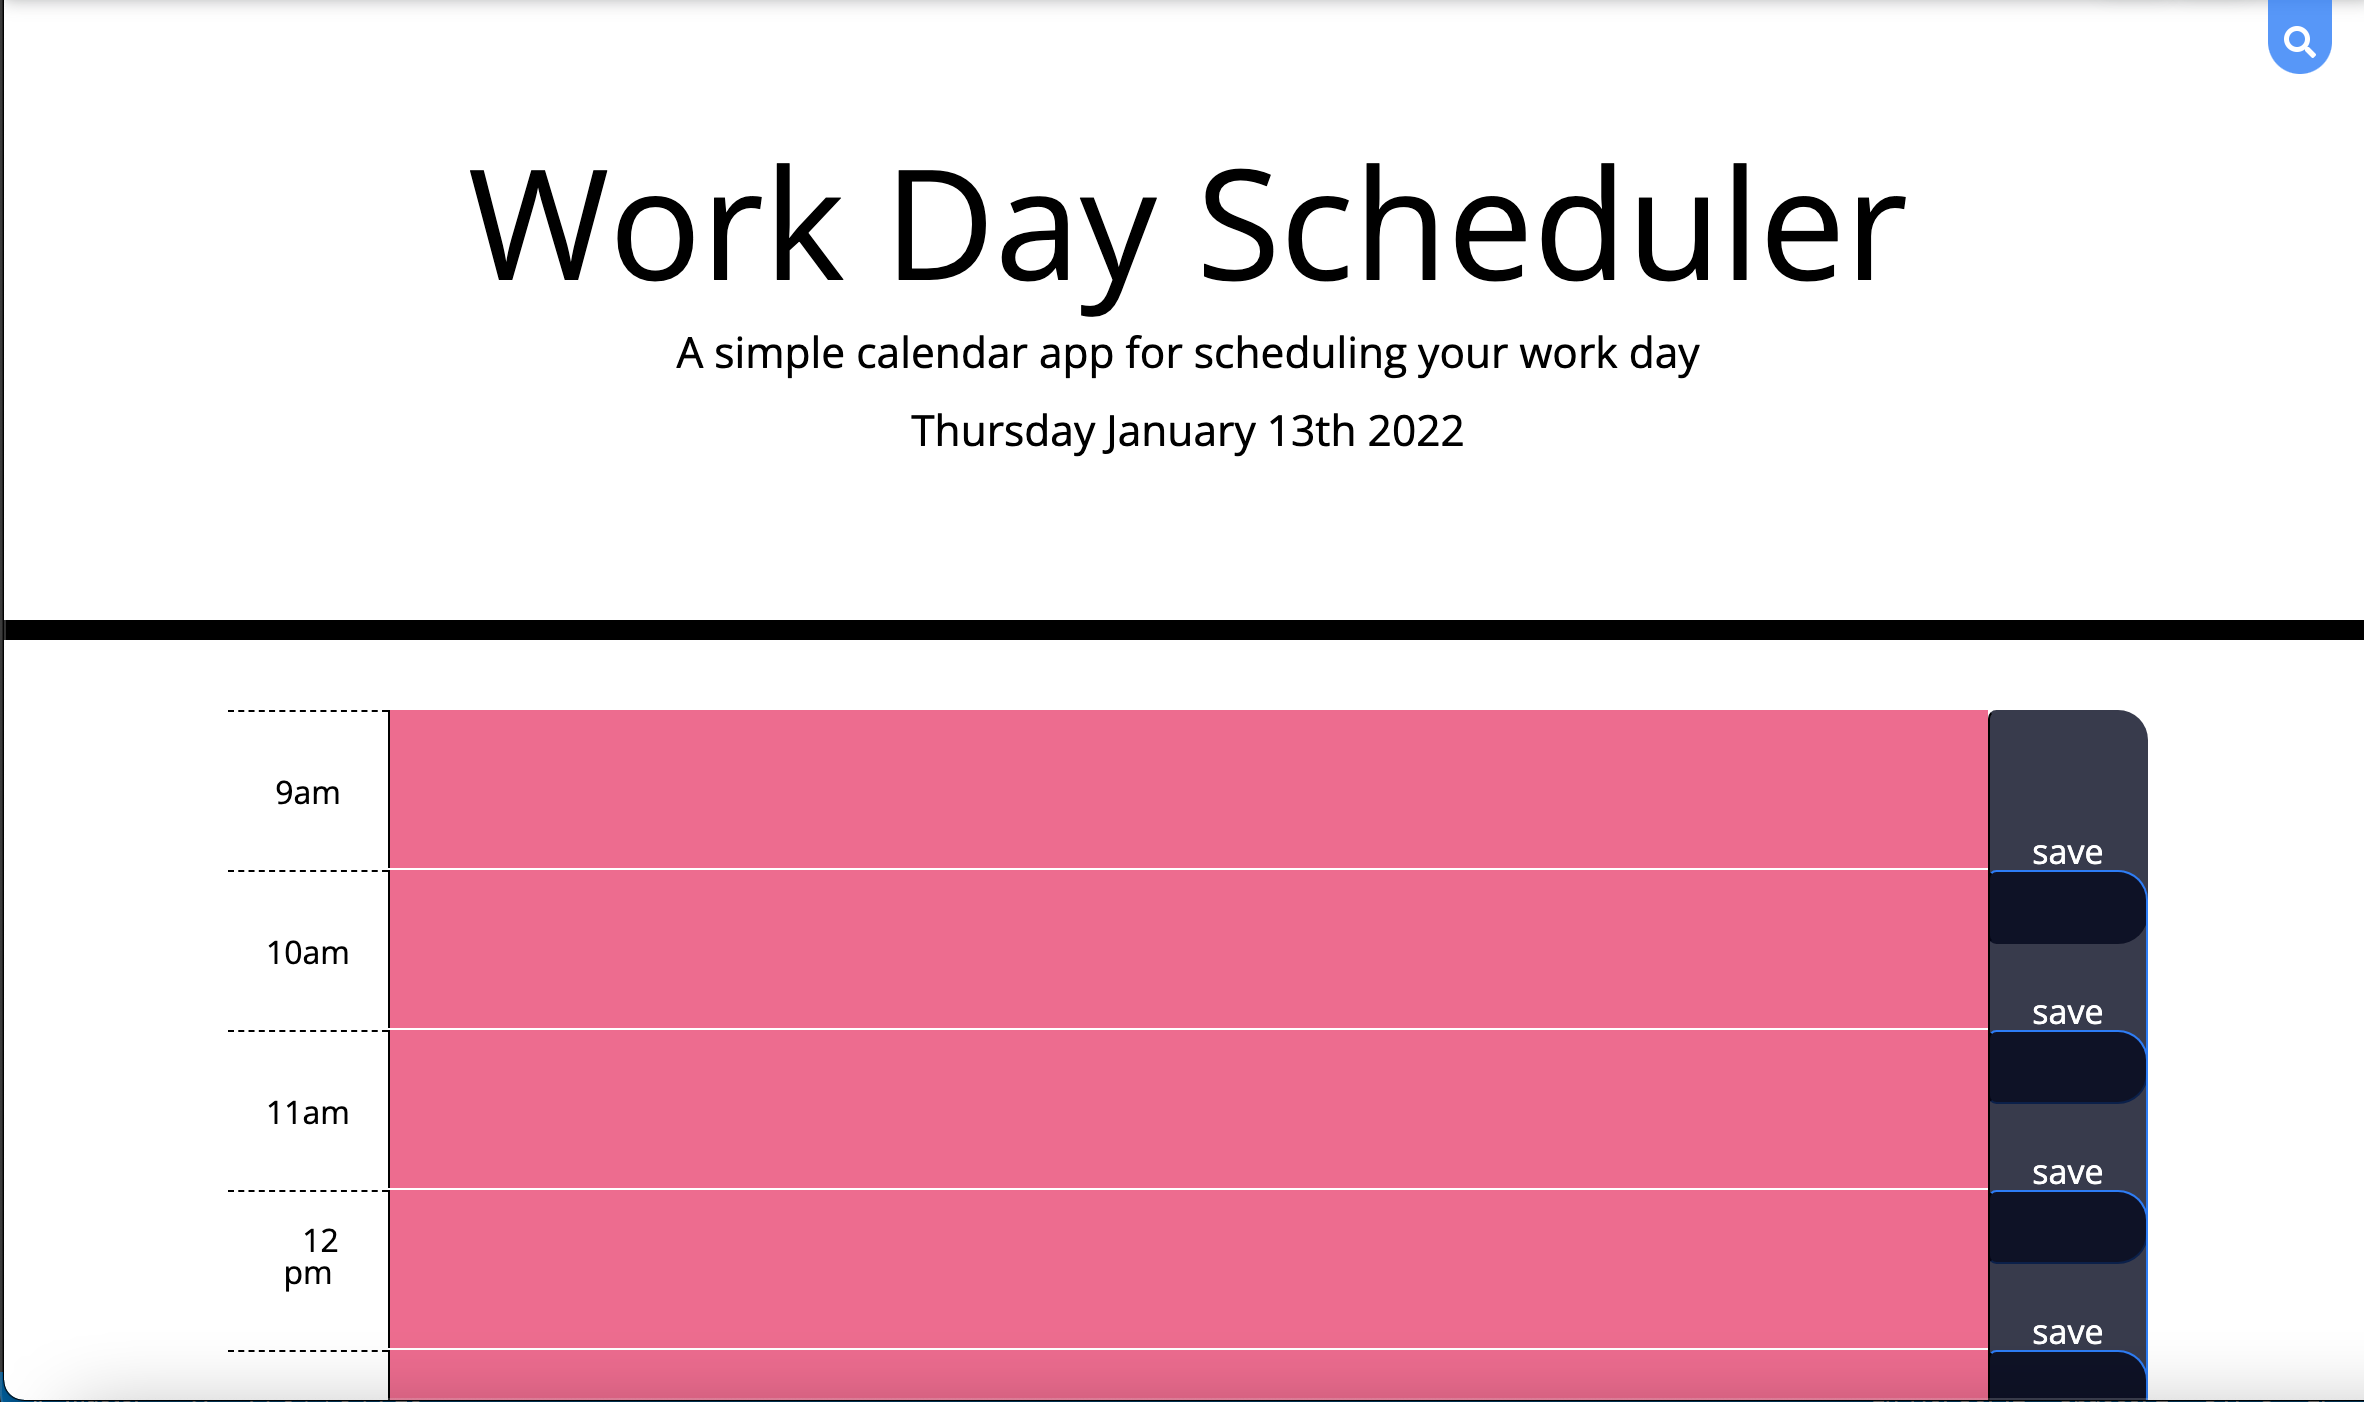 Work Day Scheduler
A simple calendar app for scheduling your work day
Thursday January 13th 2022
9am
save
10am
save
11am
save
12
pm
save